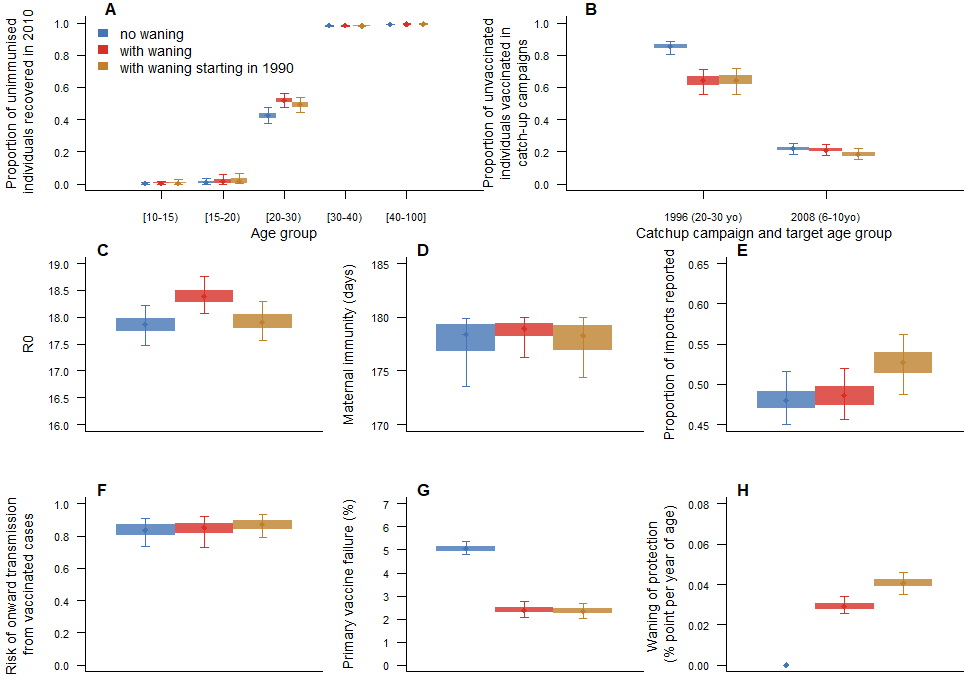 A
Proportion of unimmunised
individuals recovered in 2010
1.0
0.8
0.6
0.4
0.2
0.0
no waning
with waning
with waning starting in 1990
[10-15)
[15-20)
[20-30)
[30-40)
[40-100]
Age group
B
Proportion of unvaccinated
individuals vaccinated in
catch-up campaigns
1.0
0.8
0.6
0.4
0.2
0.0
1996 (20-30 yo)
2008 (6-10yo)
Catchup campaign and target age group
C
R0
19.0
18.5
18.0
17.5
17.0
16.5
16.0
D
Maternal immunity (days)
185
180
175
170
E
Proportion of imports reported
0.65
0.60
0.55
0.50
0.45
F
Risk of onward transmission
from vaccinated cases
1.0
0.8
0.6
0.4
0.2
0.0
G
Primary vaccine failure (%)
7
6
5
4
3
2
1
0
H
Waning of protection
(% point per year of age)
0.08
0.06
0.04
0.02
0.00